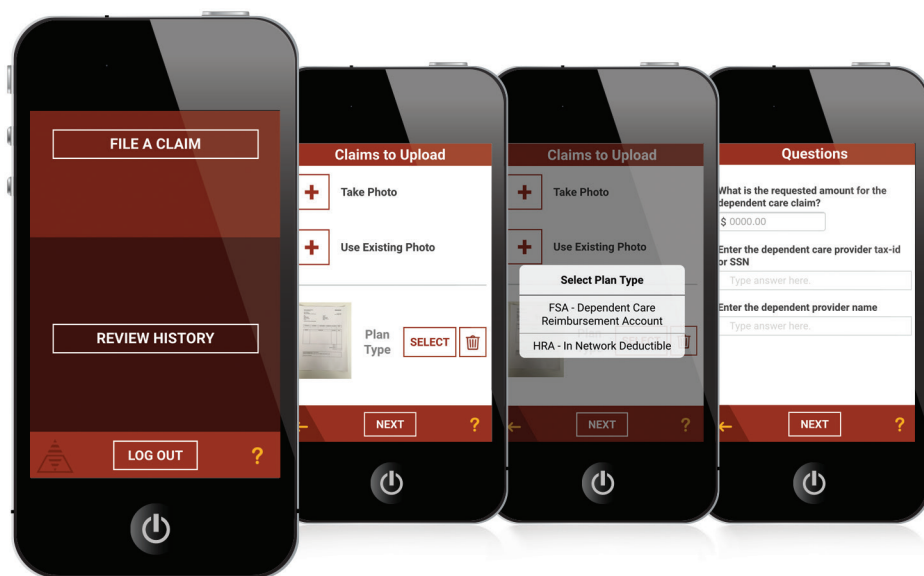 FILE A CLAIM
REVIEW HISTORY
LOG OUT
?
Claims to Upload
Take Photo
Use Existing Photo
Plan
Type
SELECT
NEXT
?
Claims to Upload
Take Photo
Use Existing Photo
Select Plan Type
FSA - Dependent Care
Reimbursement Account
HRA - In Network Deductible
NEXT
?
Questions
What is the requested amount for the
dependent care claim?
$ 0000.00
Enter the dependent care provider tax-id
or SSN
Type answer here.
Enter the dependent provider name
Type answer here.
NEXT
?